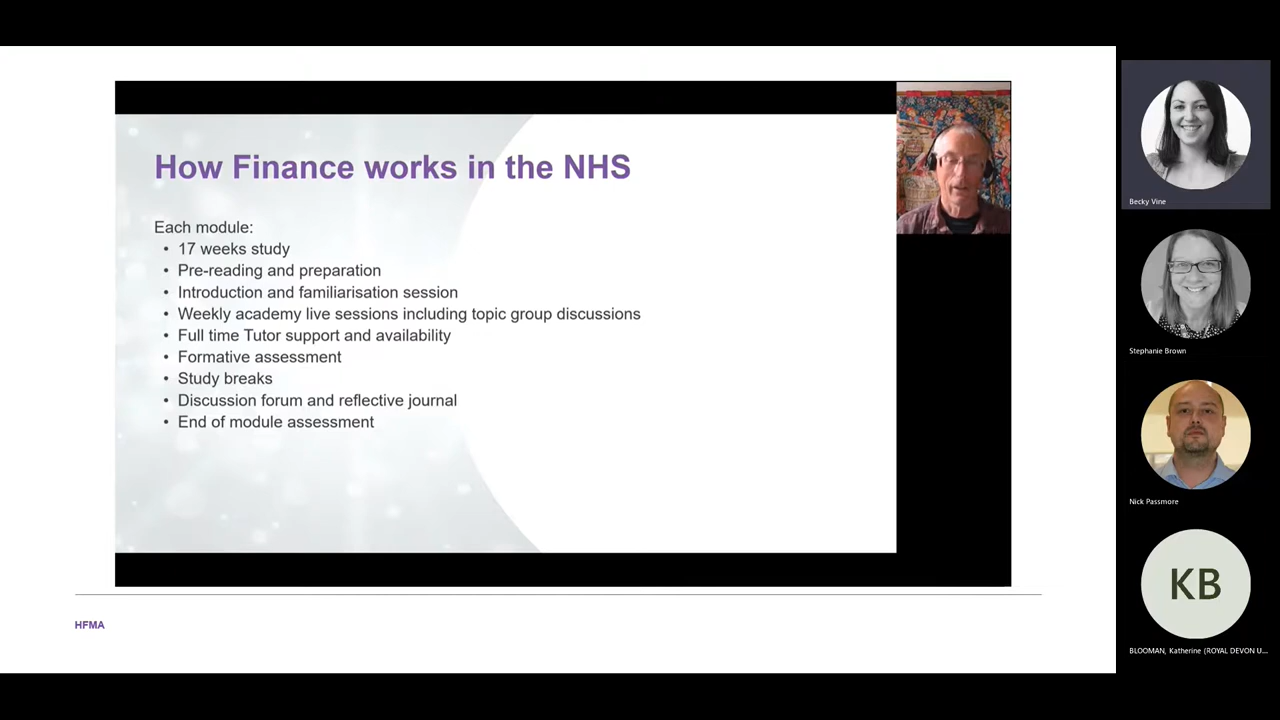 How Finance works in the NHS
Each module:
• 17 weeks study
• Pre-reading and preparation
• Introduction and familiarisation session
• Weekly academy live sessions including topic group discussions
• Full time Tutor support and availability
• Formative assessment
• Study breaks
• Discussion forum and reflective journal
• End of module assessment
HFMA
Becky Vine
Stephanie Brown
Nick Passmore
KB
BLOOMAN, Katherine (ROYAL DEVON U...